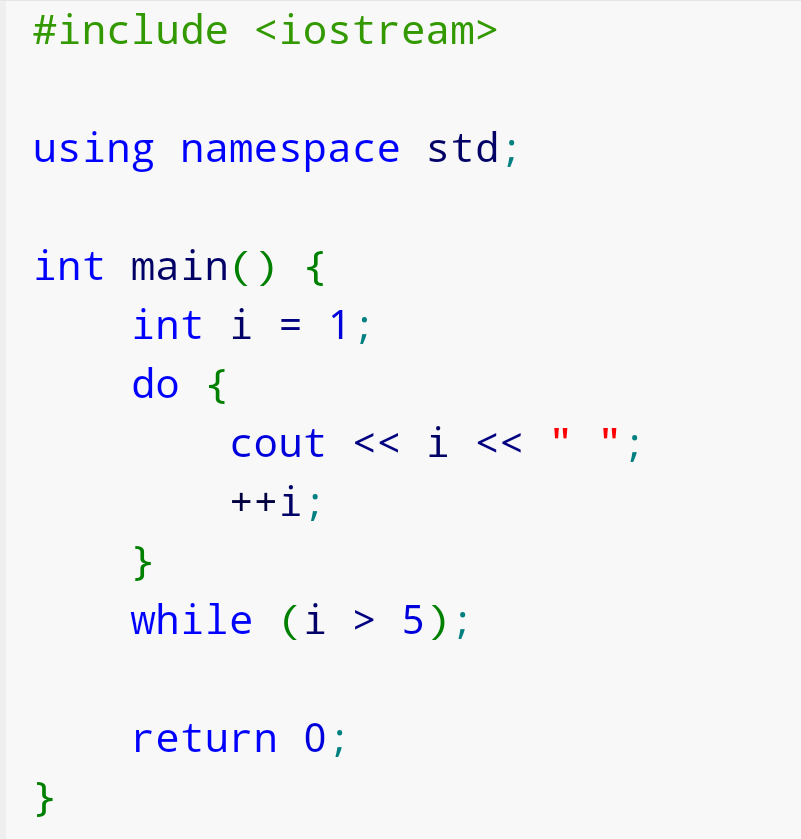 #include <iostream>
using namespace std;
int main() {
    int i = 1;
    do {
        cout << i << " ";
        ++i;
    }
    while (i > 5);
    return 0;
}